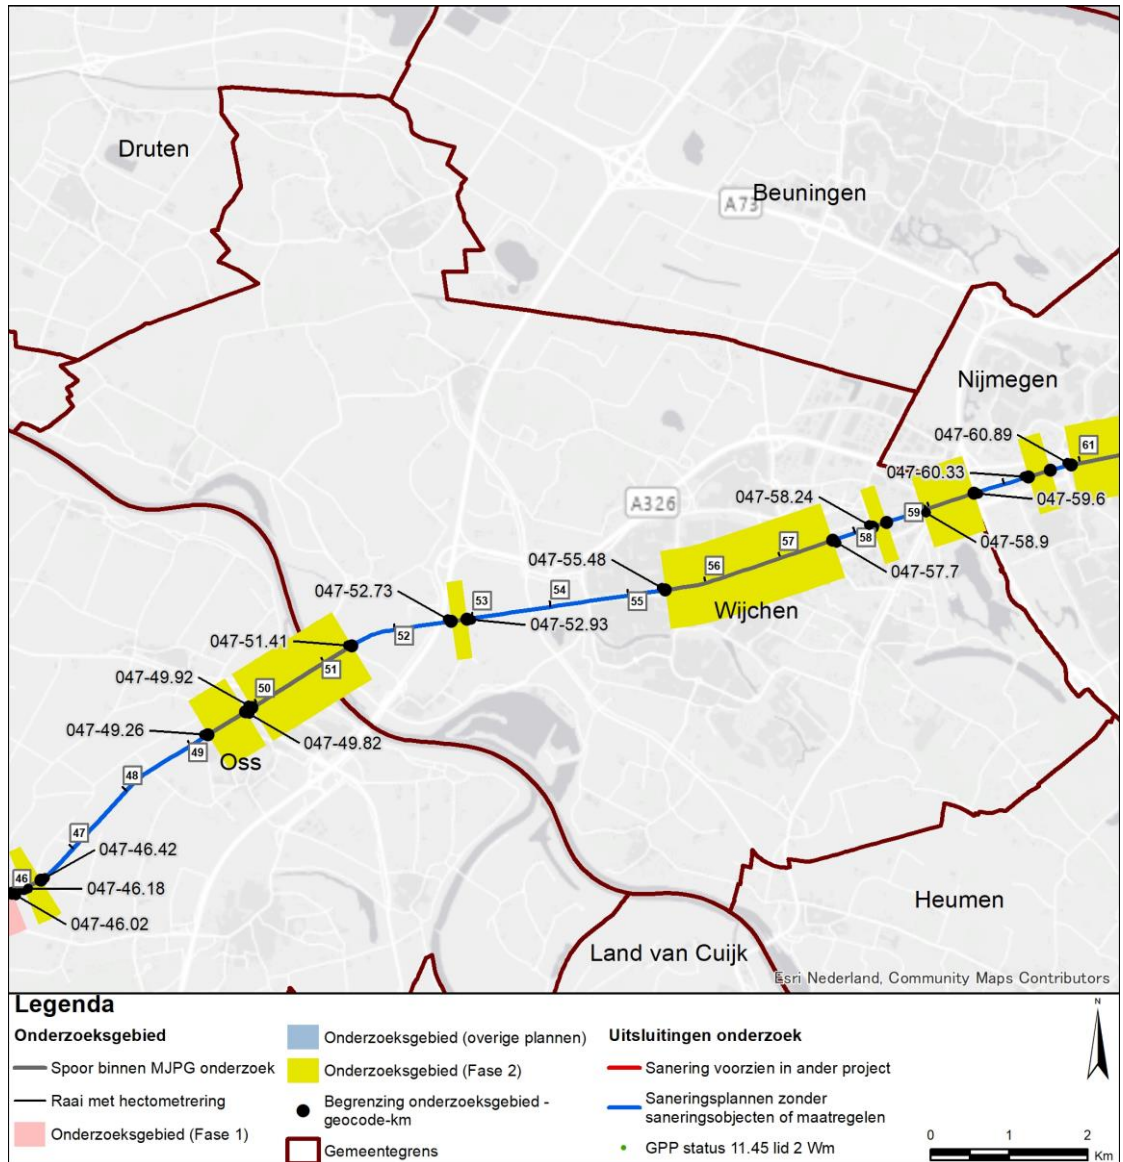 Druten
Beuningen
A73
Nijmegen
047-60.89
61
047-60.33
047-58.24
59
047-59.6
A326
58
047-58.9
57
047-55.48
56
047-57.7
047-52.73
54
53
55
Wijchen
52
047-52.93
047-51.41
51
047-49.92
50
047-49.26
49
047-49.82
Oss
48
47
047-46.42
46
047-46.18
047-46.02
Heumen
Land van Cuijk
Esri Nederland, Community Maps Contributors
Legenda
Onderzoeksgebied
Spoor binnen MJPG onderzoek
Raai met hectometrering
Onderzoeksgebied (Fase 1)
Onderzoeksgebied (overige plannen)
Onderzoeksgebied (Fase 2)
Begrenzing onderzoeksgebied -
geocode-km
Gemeentegrens
Uitsluitingen onderzoek
Sanering voorzien in ander project
Saneringsplannen zonder
saneringsobjecten of maatregelen
GPP status 11.45 lid 2 Wm
N
0 1 2
Km